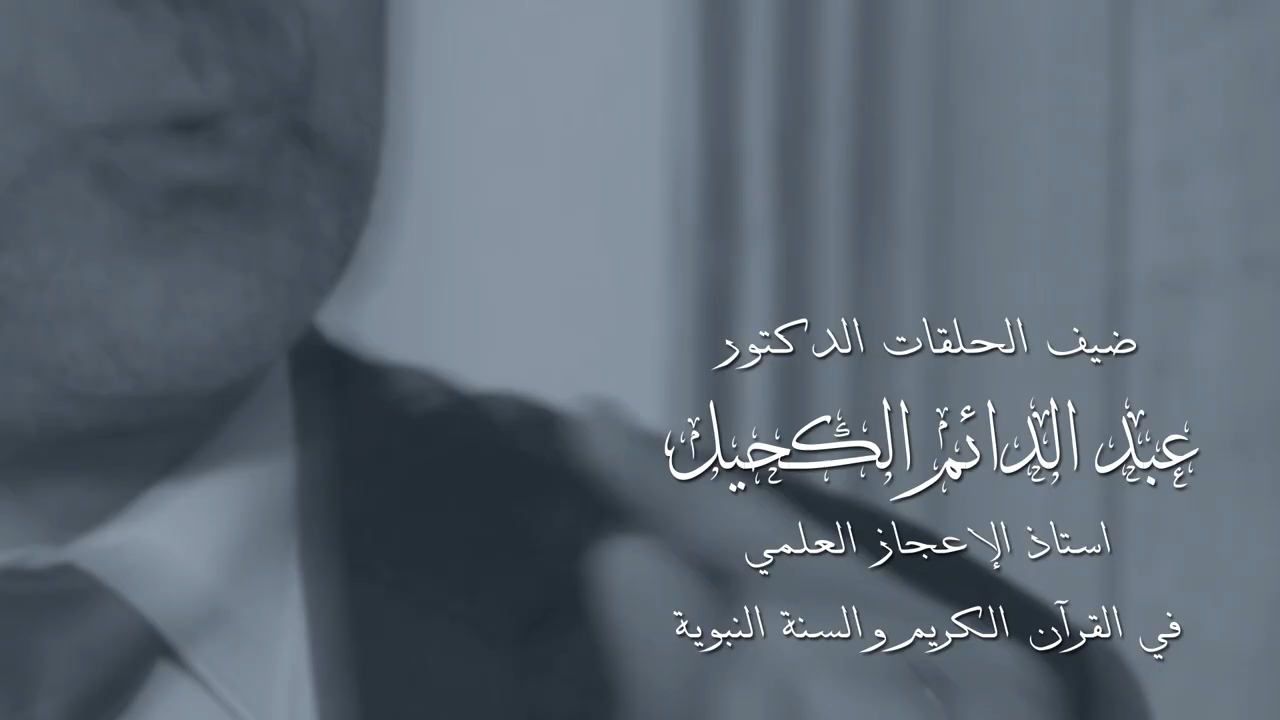 ضيف الحلقات الدكتور
عبد الدائم الكحيل
استاذ الإعجاز العلمي
في القرآن الكريم والسنة النبوية